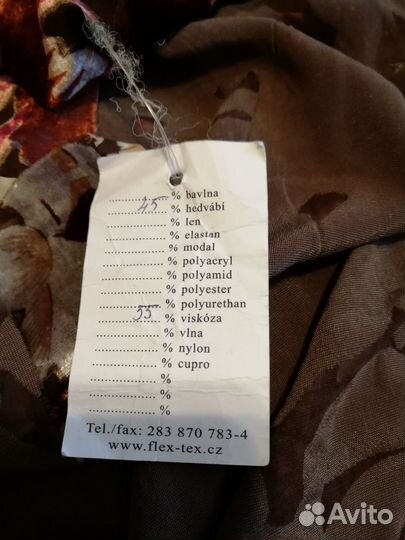 % bavlna
45 % hedvábí
% len
% elastan
% modal
% polyacryl
% polyamid
% polyester
% polyurethan
55 % viskóza
% vlna
% nylon
% cupro
%
%
%
Tel./fax: 283 870 783-4
www.flex-tex.cz
Avito